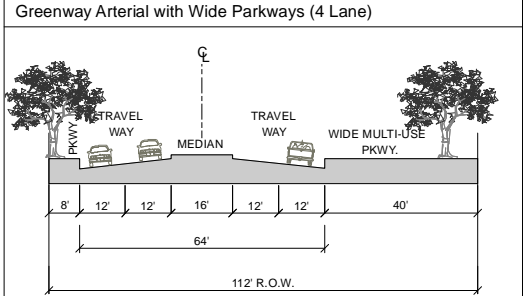 Greenway Arterial with Wide Parkways (4 Lane)
CL
TRAVEL
WAY
TRAVEL
WAY
PKWY
MEDIAN
WIDE MULTI-USE
PKWY.
8' 12' 12' 16' 12' 12' 40'
64'
112' R.O.W.